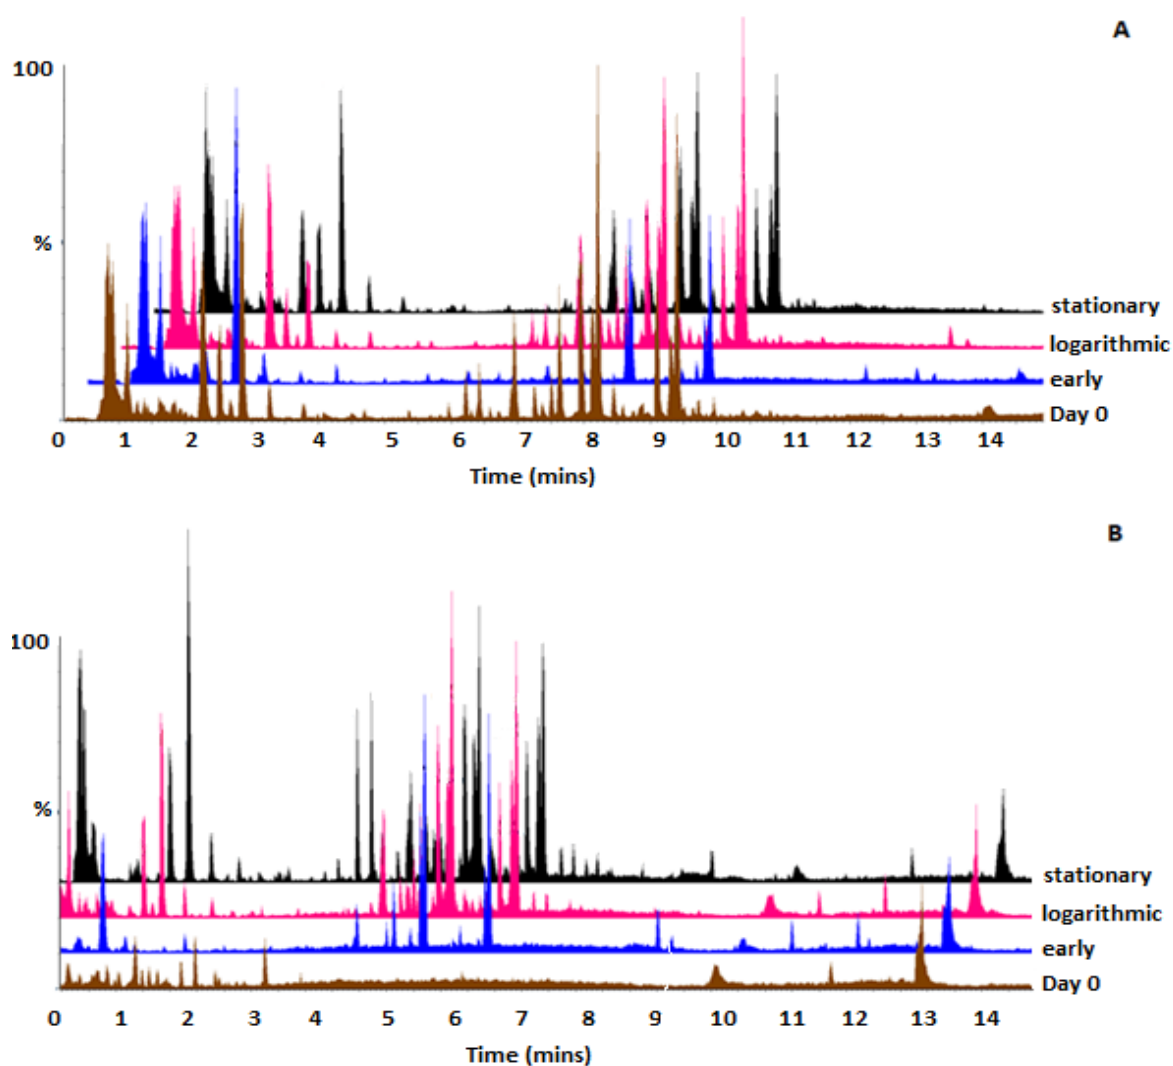 A
100
%
stationary
logarithmic
early
Day 0
0 1 2 3 4 5 6 7 8 9 10 11 12 13 14
Time (mins)
B
100
%
stationary
logarithmic
early
Day 0
0 1 2 3 4 5 6 7 8 9 10 11 12 13 14
Time (mins)